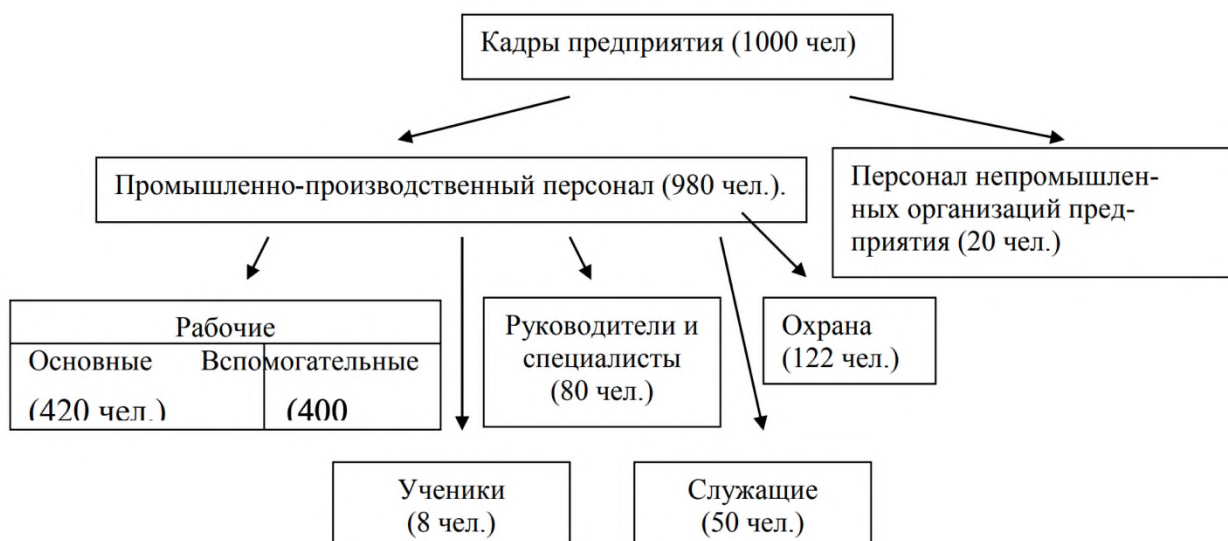 Кадры предприятия (1000 чел)
Промышленно-производственный персонал (980 чел.).
Персонал непромышлен-
ных организаций пред-
приятия (20 чел.)
Рабочие
Основные
(420 чел.)
Вспомогательные
(400
Руководители и
специалисты
(80 чел.)
Охрана
(122 чел.)
Ученики
(8 чел.)
Служащие
(50 чел.)